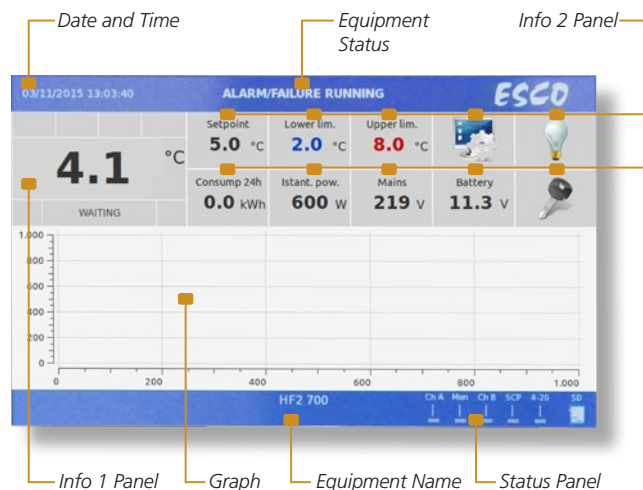 Date and Time
Equipment Status
Info 2 Panel
03/11/2015 13:03:40
ALARM/FAILURE RUNNING
ESCO
4.1 °C
WAITING
Setpoint
5.0 °C
Lower lim.
2.0 °C
Upper lim.
8.0 °C
Consump 24h
0.0 kWh
Istant. pow.
600 W
Mains
219 V
Battery
11.3 V
1.000
800
600
400
200
0
0 200 400 600 800 1.000
HF2 700
Ch A Mon Ch B SCP 4-20 SD
Info 1 Panel
Graph
Equipment Name
Status Panel